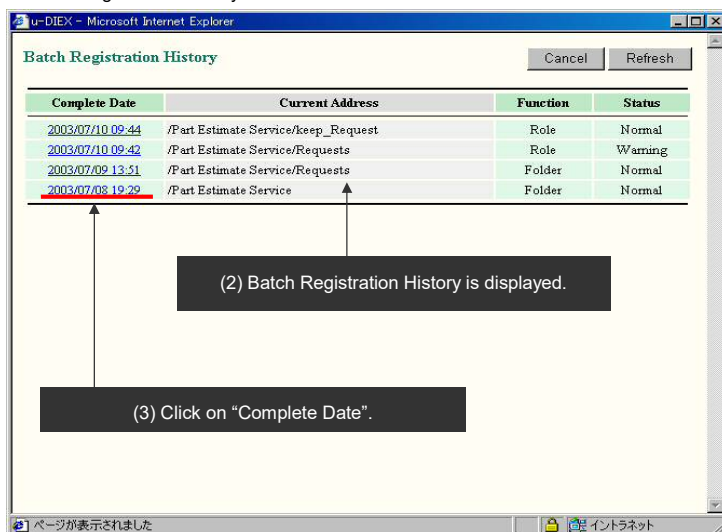 u-DIEX - Microsoft Internet Explorer
Batch Registration History
Cancel
Refresh
Complete Date Current Address Function Status
2003/07/10 09:44 /Part Estimate Service/keep_Request Role Normal
2003/07/10 09:42 /Part Estimate Service/Requests Role Warning
2003/07/09 13:51 /Part Estimate Service/Requests Folder Normal
2003/07/08 19:29 /Part Estimate Service Folder Normal
(2) Batch Registration History is displayed.
(3) Click on “Complete Date”.
ページが表示されました
イントラネット